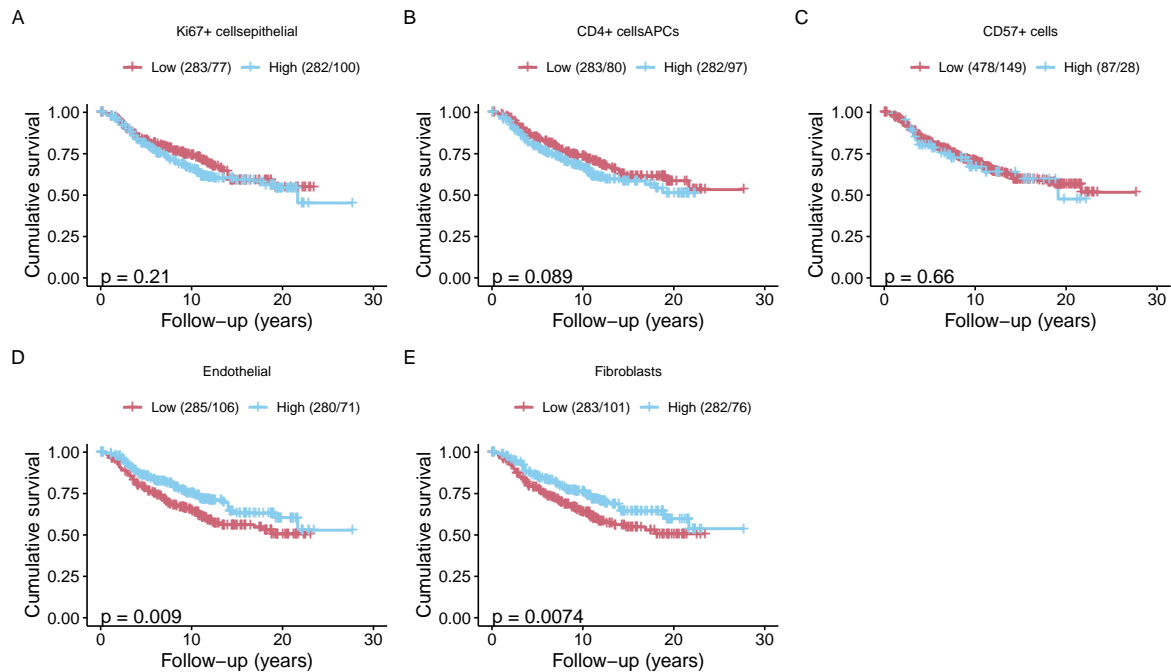 A
Ki67+ cellsepithelial
Low (283/77) High (282/100)
Cumulative survival
1.00
0.75
0.50
0.25
0.00
p = 0.21
0 10 20 30
Follow−up (years)
B
CD4+ cellsAPCs
Low (283/80) High (282/97)
Cumulative survival
1.00
0.75
0.50
0.25
0.00
p = 0.089
0 10 20 30
Follow−up (years)
C
CD57+ cells
Low (478/149) High (87/28)
Cumulative survival
1.00
0.75
0.50
0.25
0.00
p = 0.66
0 10 20 30
Follow−up (years)
D
Endothelial
Low (285/106) High (280/71)
Cumulative survival
1.00
0.75
0.50
0.25
0.00
p = 0.009
0 10 20 30
Follow−up (years)
E
Fibroblasts
Low (283/101) High (282/76)
Cumulative survival
1.00
0.75
0.50
0.25
0.00
p = 0.0074
0 10 20 30
Follow−up (years)